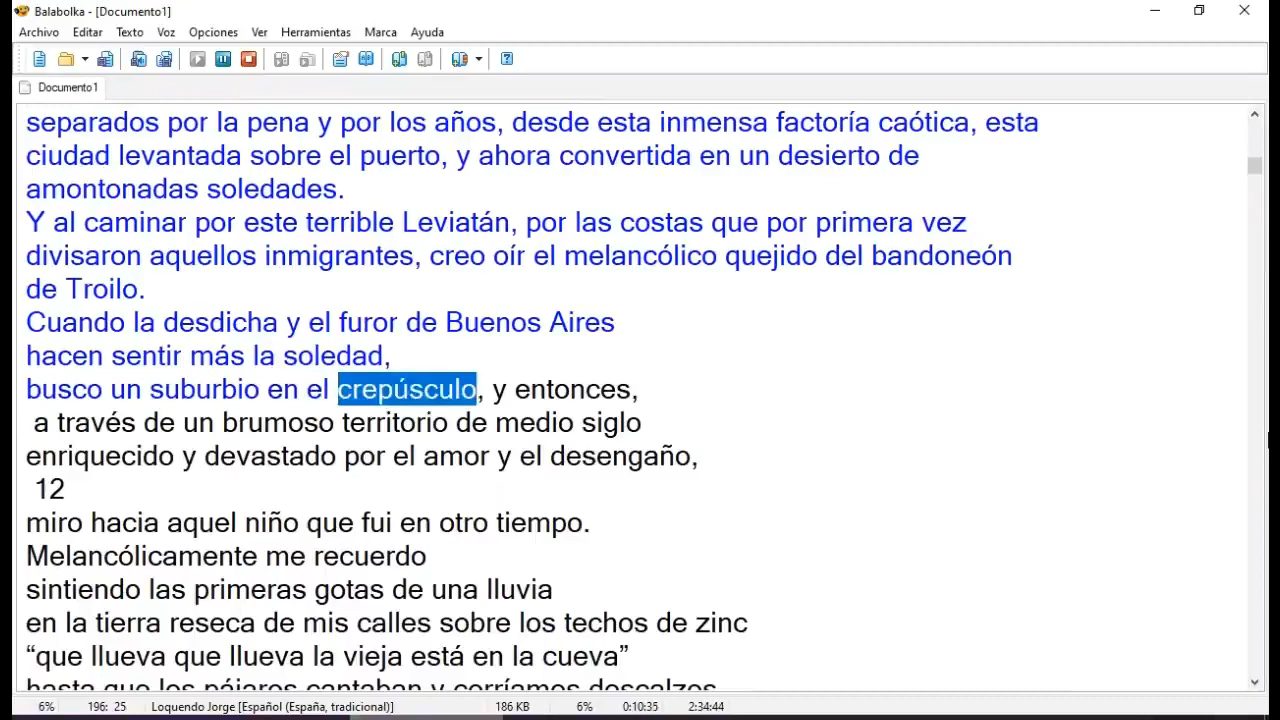 Balabolka - [Documento1]
Archivo Editar Texto Voz Opciones Ver Herramientas Marca Ayuda
Documento1
separados por la pena y por los años, desde esta inmensa factoría caótica, esta
ciudad levantada sobre el puerto, y ahora convertida en un desierto de
amontonadas soledades.
Y al caminar por este terrible Leviatán, por las costas que por primera vez
divisaron aquellos inmigrantes, creo oír el melancólico quejido del bandoneón
de Troilo.
Cuando la desdicha y el furor de Buenos Aires
hacen sentir más la soledad,
busco un suburbio en el crepúsculo, y entonces,
a través de un brumoso territorio de medio siglo
enriquecido y devastado por el amor y el desengaño,
12
miro hacia aquel niño que fui en otro tiempo.
Melancólicamente me recuerdo
sintiendo las primeras gotas de una lluvia
en la tierra reseca de mis calles sobre los techos de zinc
“que llueva que llueva la vieja está en la cueva”
hasta que los pájaros cantaban y corríamos descalzos
6% 196: 25 Loquendo Jorge [Español (España, tradicional)] 186 KB 6% 0:10:35 2:34:44